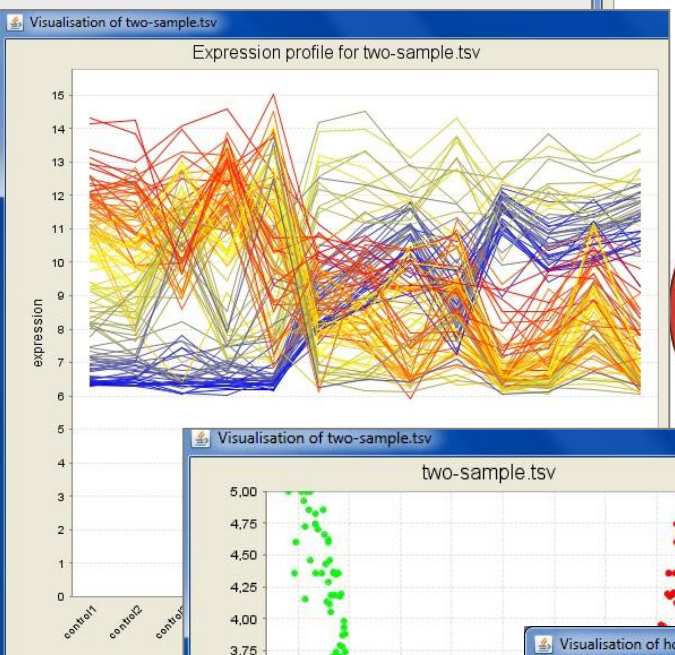 Visualisation of two-sample.tsv
Expression profile for two-sample.tsv
15
14
13
12
11
10
9
8
7
6
5
4
3
2
1
0
expression
control1
control2
Visualisation of two-sample.tsv
two-sample.tsv
5,00
4,75
4,50
4,25
4,00
3,75
Visualisation of